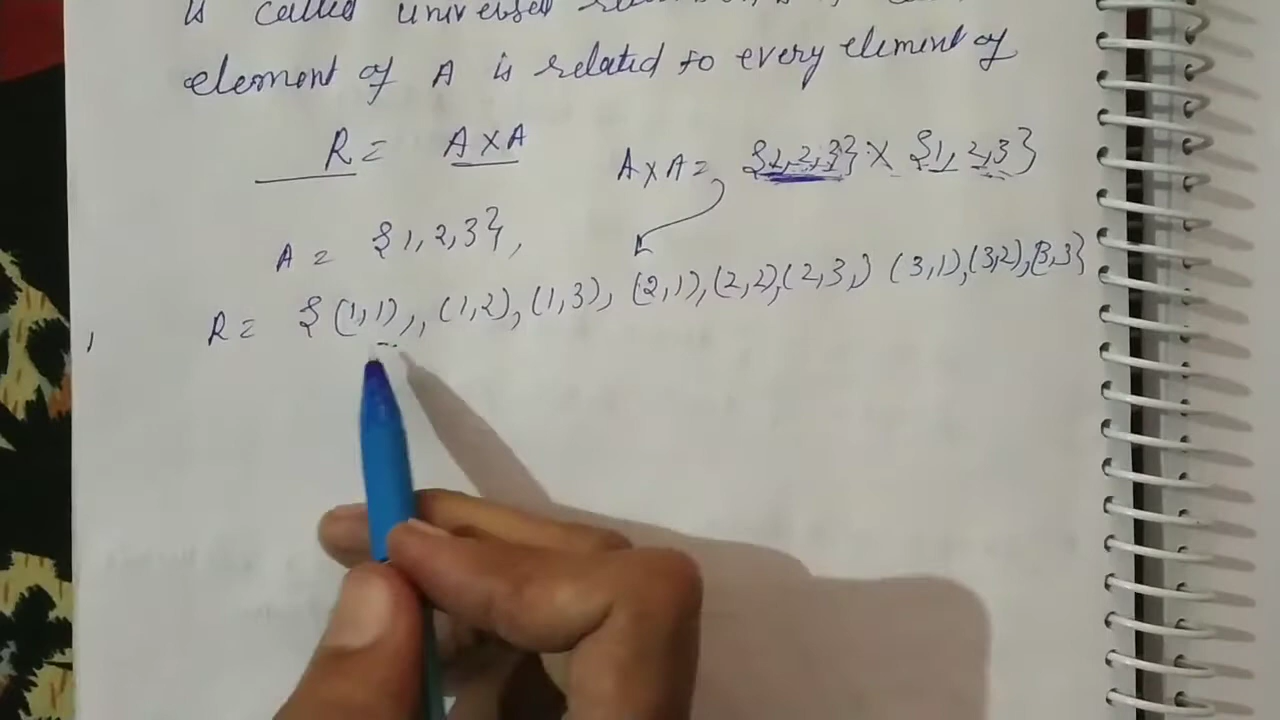 is called universal
element of A is related to every element of
R = A×A
A×A = {1,2,3} × {1,2,3}
A = {1,2,3},
R = {(1,1),, (1,2), (1,3), (2,1), (2,2), (2,3,) (3,1), (3,2), (3,3}